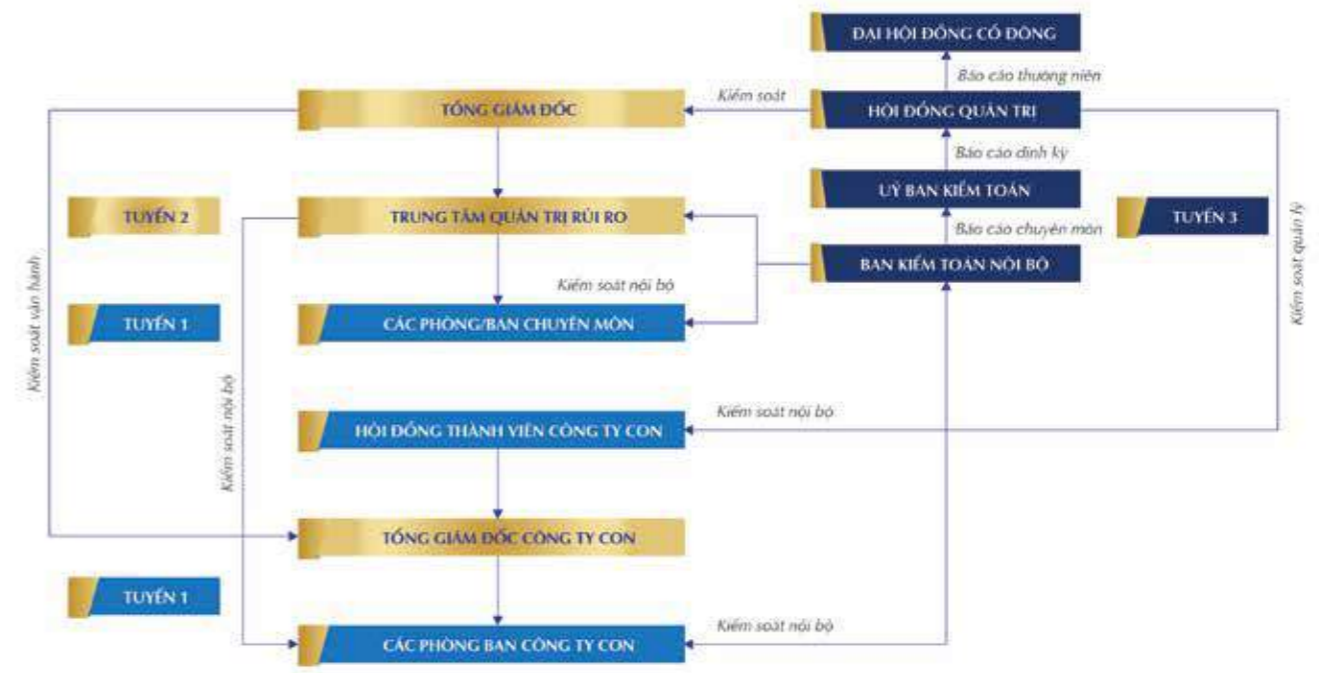 ĐẠI HỘI ĐỒNG CỔ ĐÔNG
Báo cáo thường niên
TỔNG GIÁM ĐỐC
Kiểm soát
HỘI ĐỒNG QUẢN TRỊ
Báo cáo định kỳ
UỶ BAN KIỂM TOÁN
TUYẾN 2
TRUNG TÂM QUẢN TRỊ RỦI RO
TUYẾN 3
Báo cáo chuyên môn
BAN KIỂM TOÁN NỘI BỘ
Kiểm soát quản lý
Kiểm soát nội bộ
Kiểm soát vận hành
TUYẾN 1
CÁC PHÒNG/BAN CHUYÊN MÔN
Kiểm soát nội bộ
Kiểm soát nội bộ
HỘI ĐỒNG THÀNH VIÊN CÔNG TY CON
TỔNG GIÁM ĐỐC CÔNG TY CON
TUYẾN 1
Kiểm soát nội bộ
CÁC PHÒNG BAN CÔNG TY CON